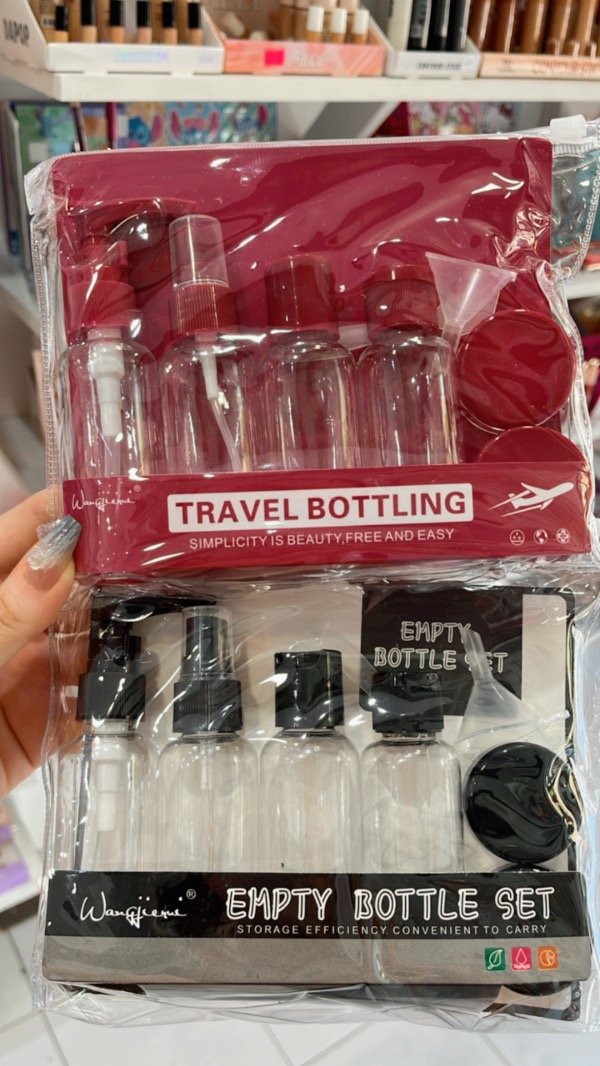 Wangjiemi®
TRAVEL BOTTLING
SIMPLICITY IS BEAUTY,FREE AND EASY
EMPTY
BOTTLE SET
Wangjiemi®
EMPTY BOTTLE SET
STORAGE EFFICIENCY CONVENIENT TO CARRY